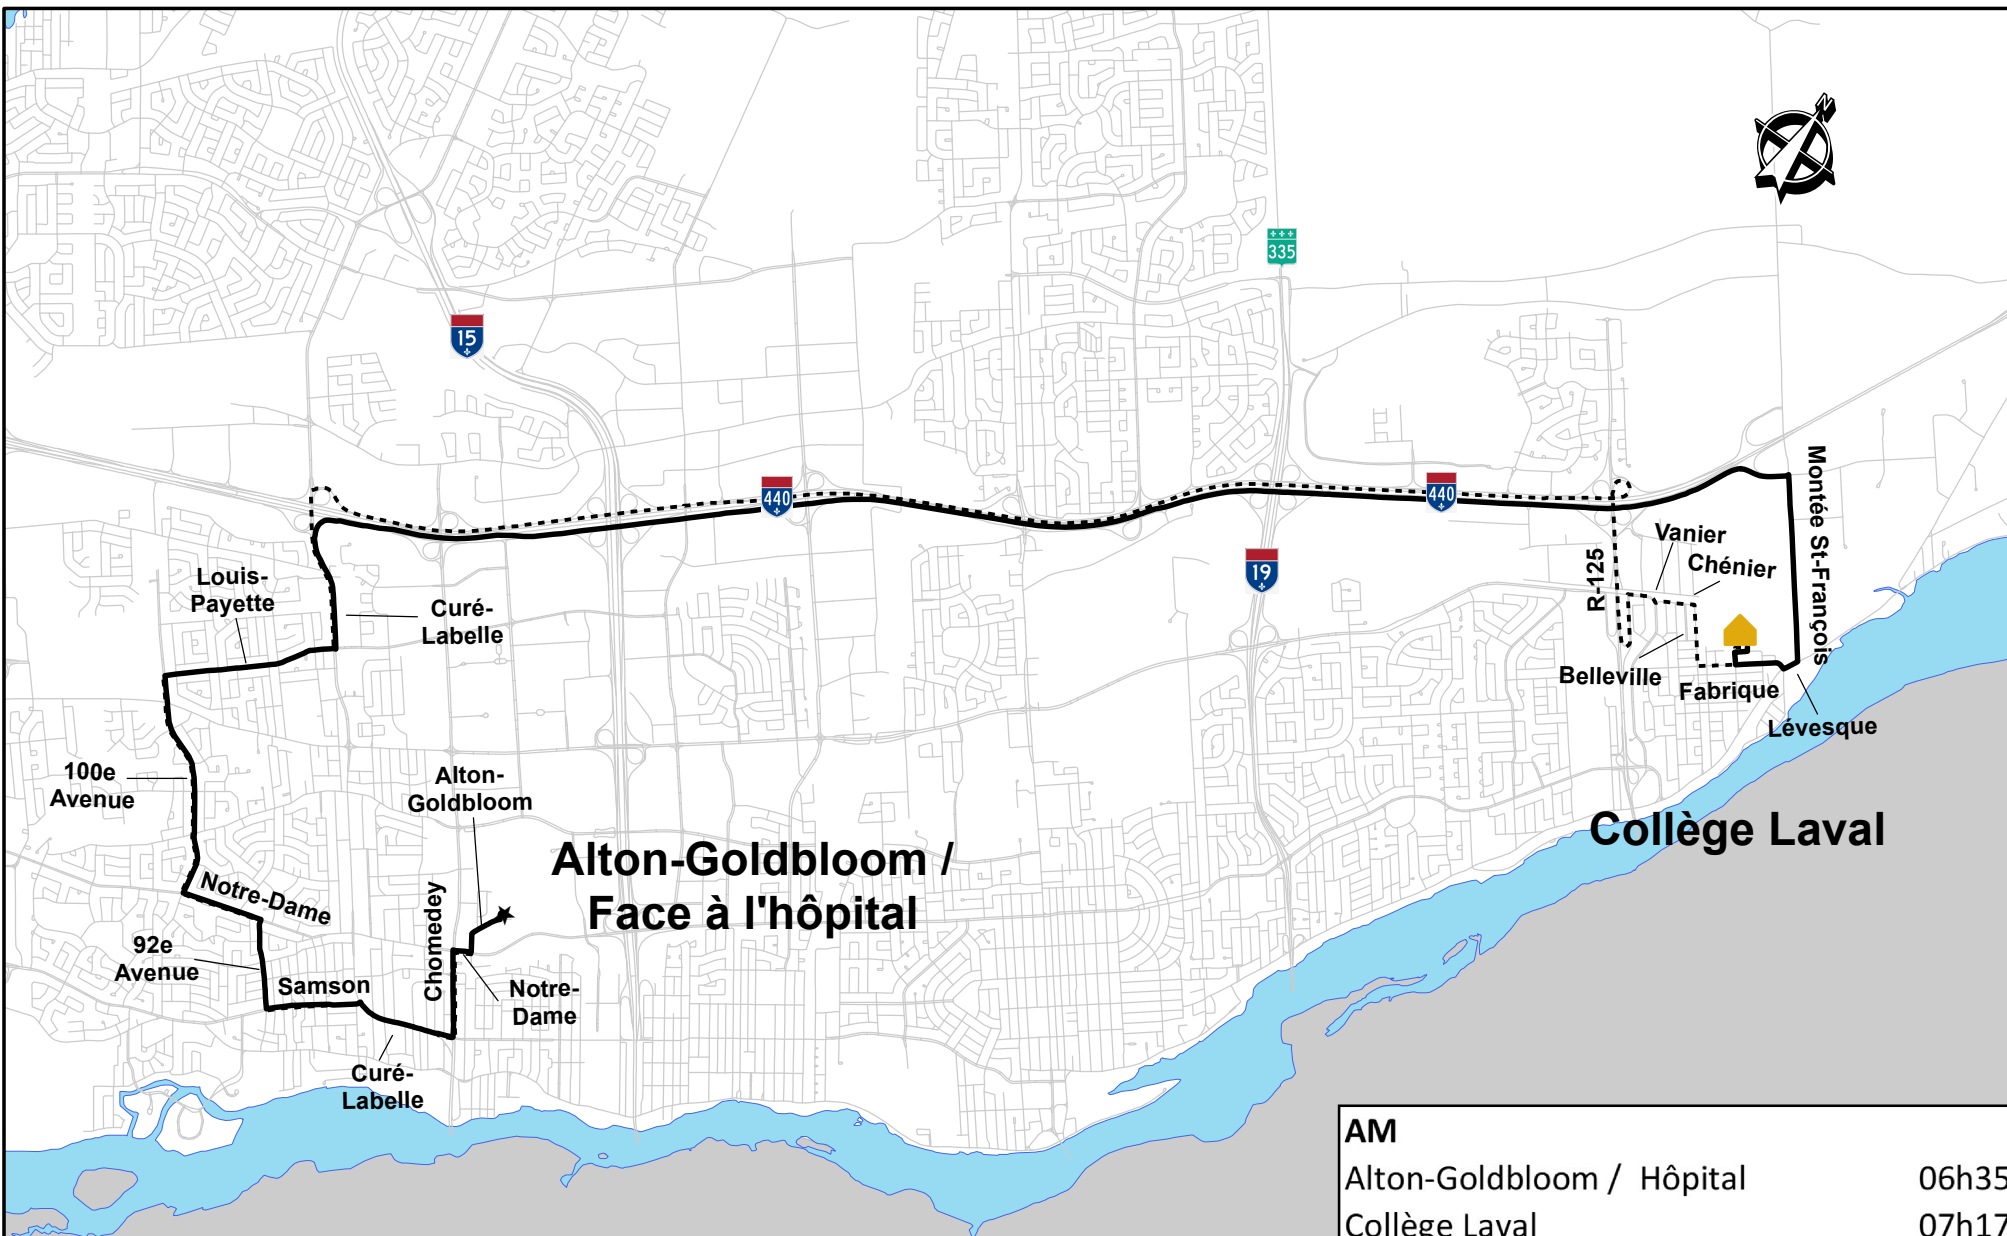 N
335
15
440
440
Montée St-François
Vanier
Chénier
R-125
19
Louis-
Payette
Curé-
Labelle
Belleville
Fabrique
Lévesque
100e
Avenue
Alton-
Goldbloom
Collège Laval
Alton-Goldbloom /
Face à l'hôpital
Notre-Dame
Chomedey
92e
Avenue
Samson
Notre-
Dame
Curé-
Labelle
AM
Alton-Goldbloom / Hôpital 06h35
Collège Laval 07h17